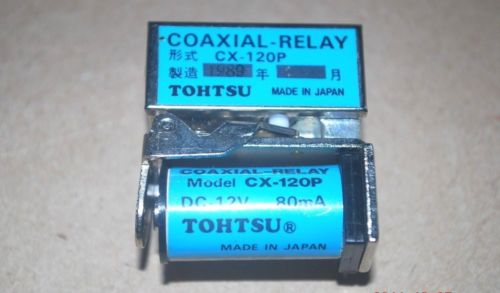 COAXIAL-RELAY
形式 CX-120P
製造 1989 年 月
TOHTSU MADE IN JAPAN
COAXIAL-RELAY
Model CX-120P
DC-12V 80mA
TOHTSU®
MADE IN JAPAN